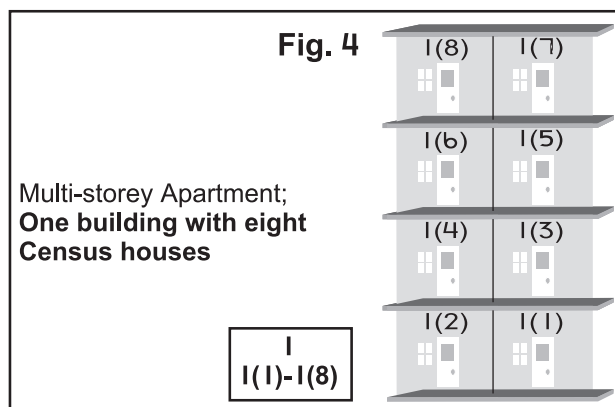 Fig. 4
1(8) 1(7)
1(6) 1(5)
Multi-storey Apartment;
One building with eight
Census houses
1(4) 1(3)
1(2) 1(1)
1
1(1)-1(8)